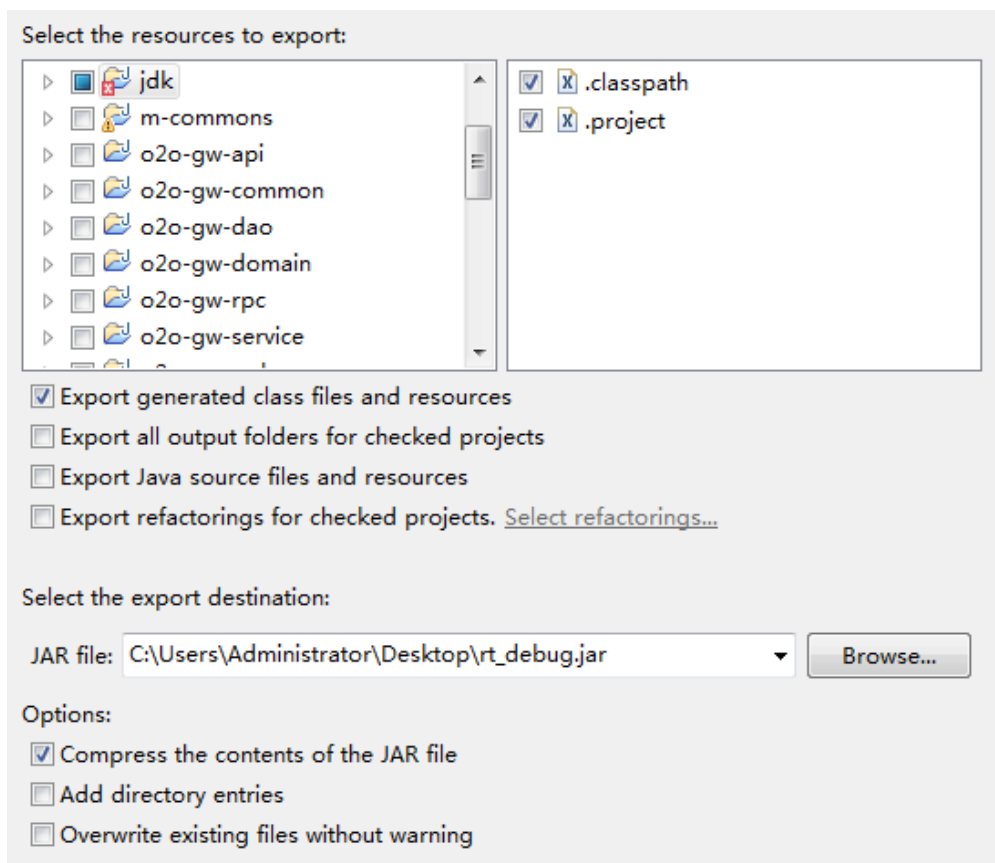 Select the resources to export:
jdk
m-commons
o2o-gw-api
o2o-gw-common
o2o-gw-dao
o2o-gw-domain
o2o-gw-rpc
o2o-gw-service
.classpath
.project
Export generated class files and resources
Export all output folders for checked projects
Export Java source files and resources
Export refactorings for checked projects. Select refactorings...
Select the export destination:
JAR file: C:\Users\Administrator\Desktop\rt_debug.jar Browse...
Options:
Compress the contents of the JAR file
Add directory entries
Overwrite existing files without warning